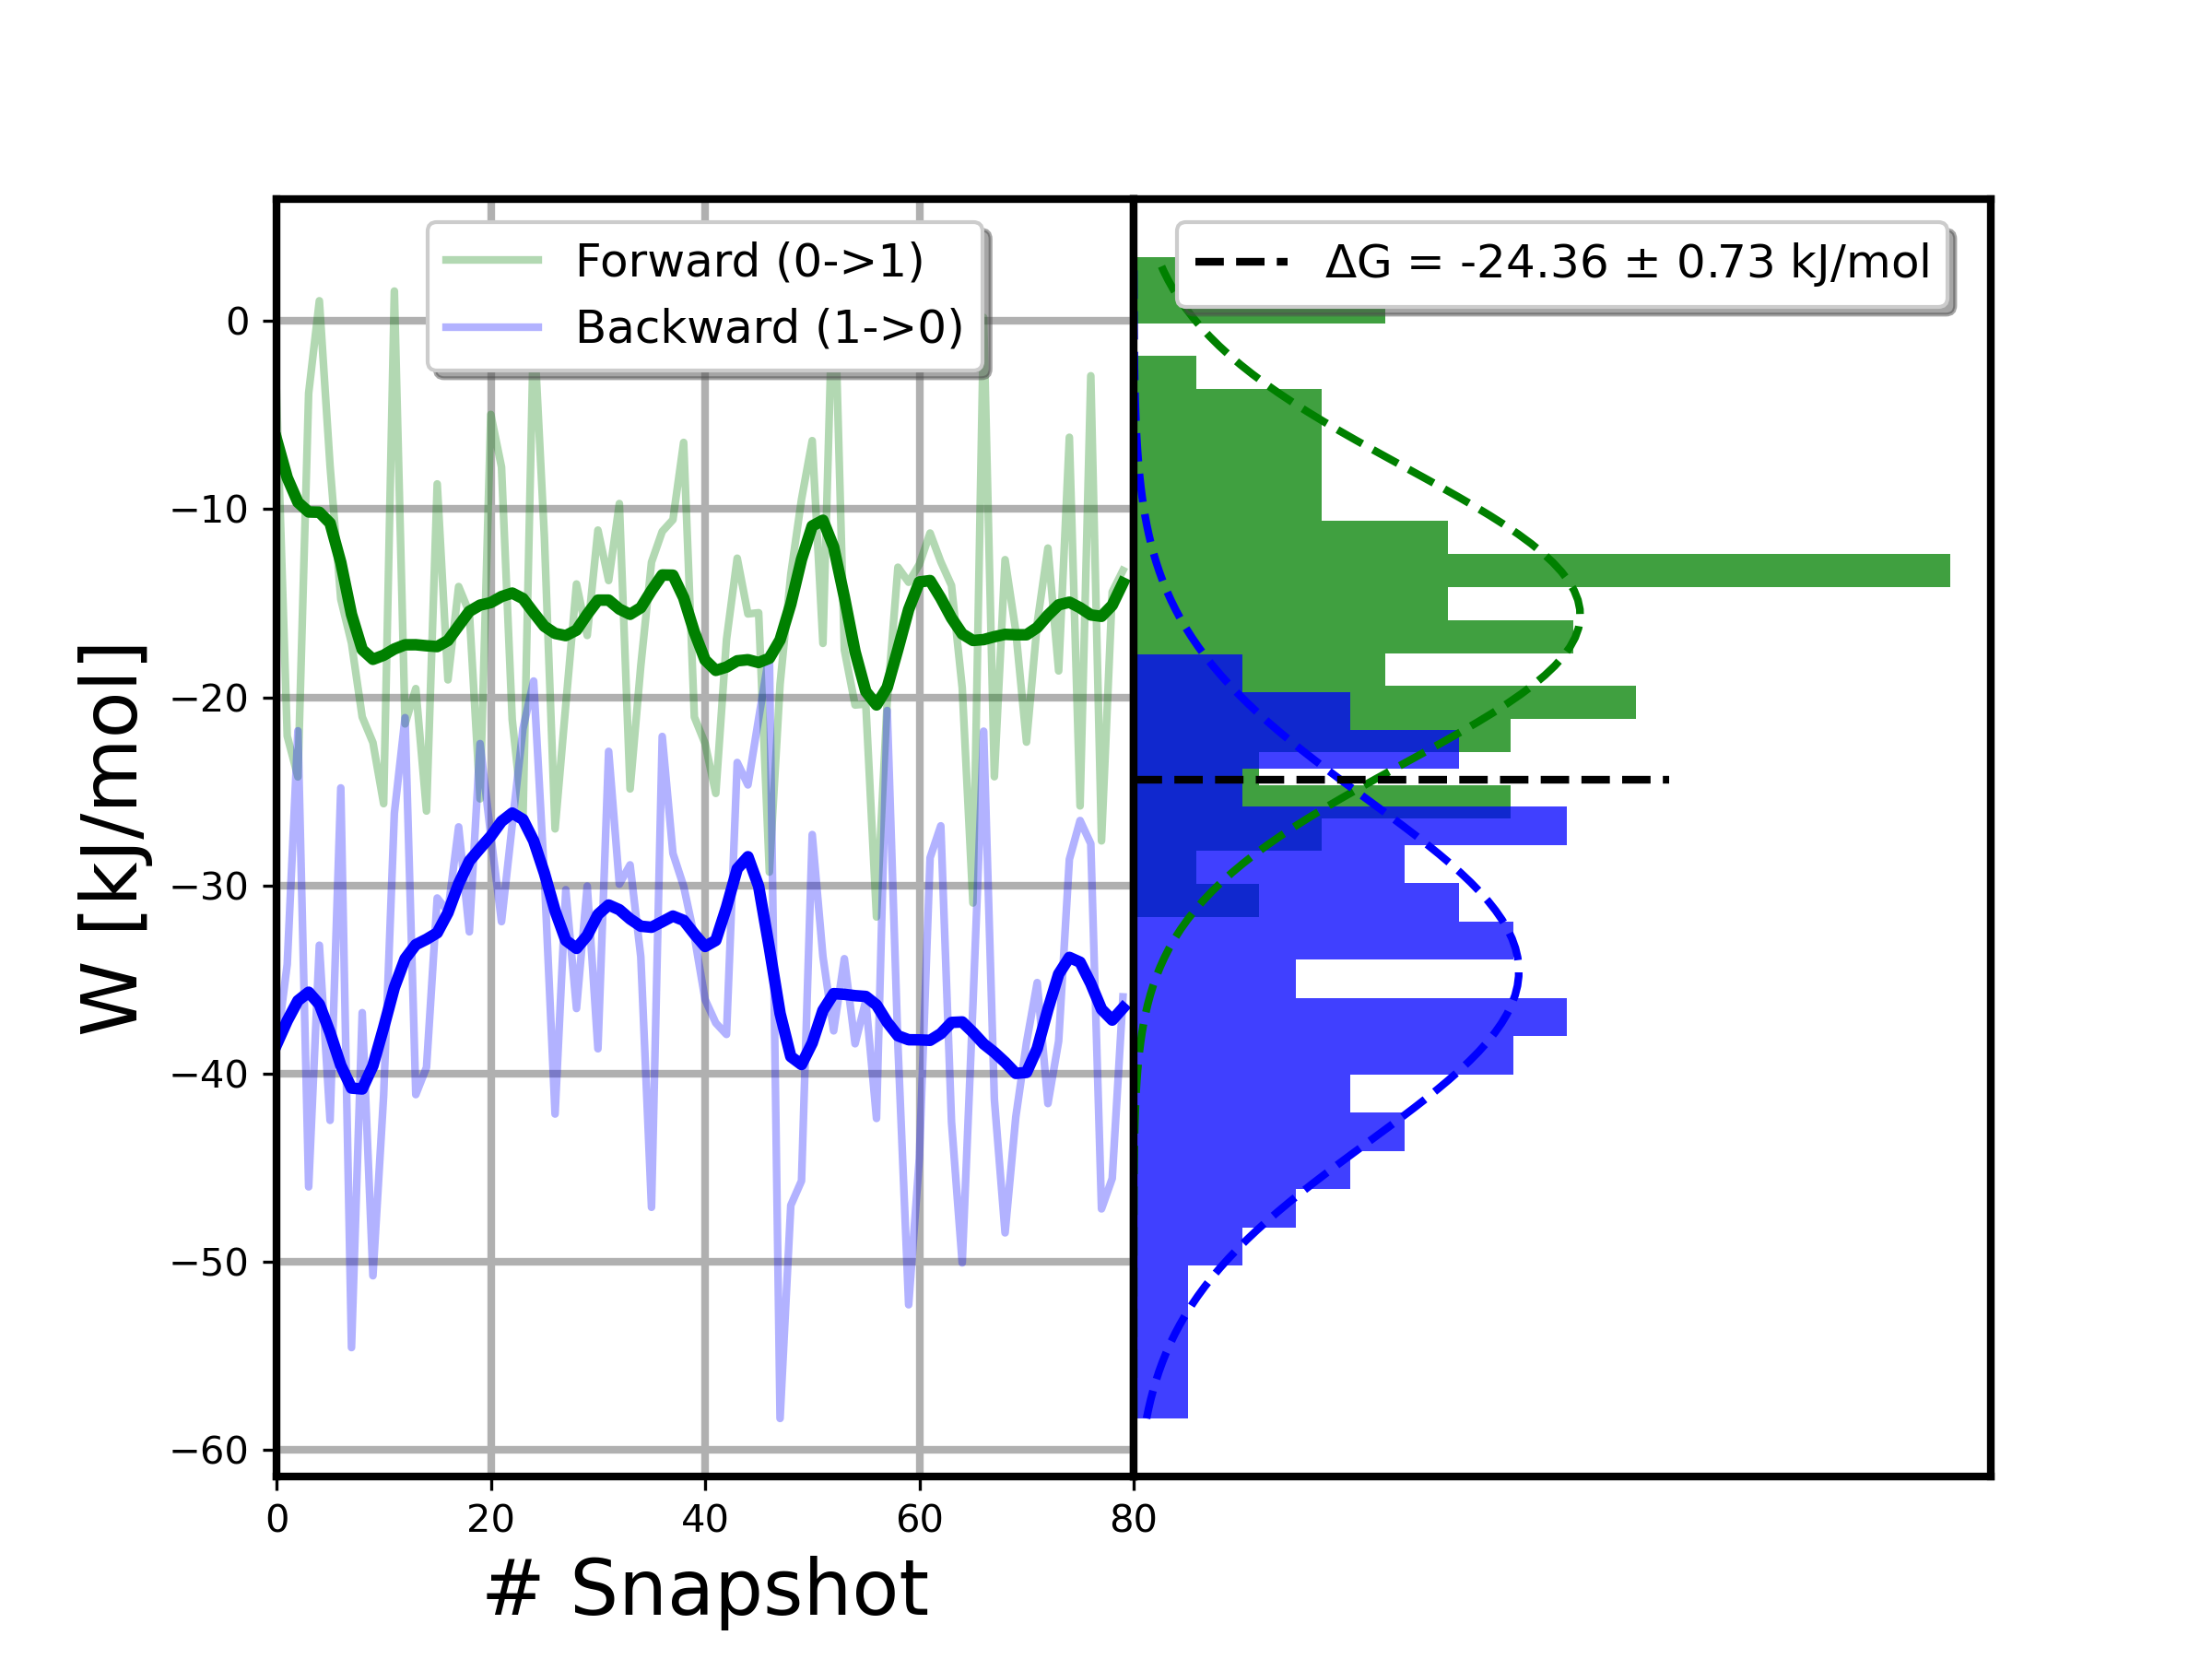 Forward (0->1)
Backward (1->0)
ΔG = -24.36 ± 0.73 kJ/mol
W [kJ/mol]
0
−10
−20
−30
−40
−50
−60
0 20 40 60 80
# Snapshot